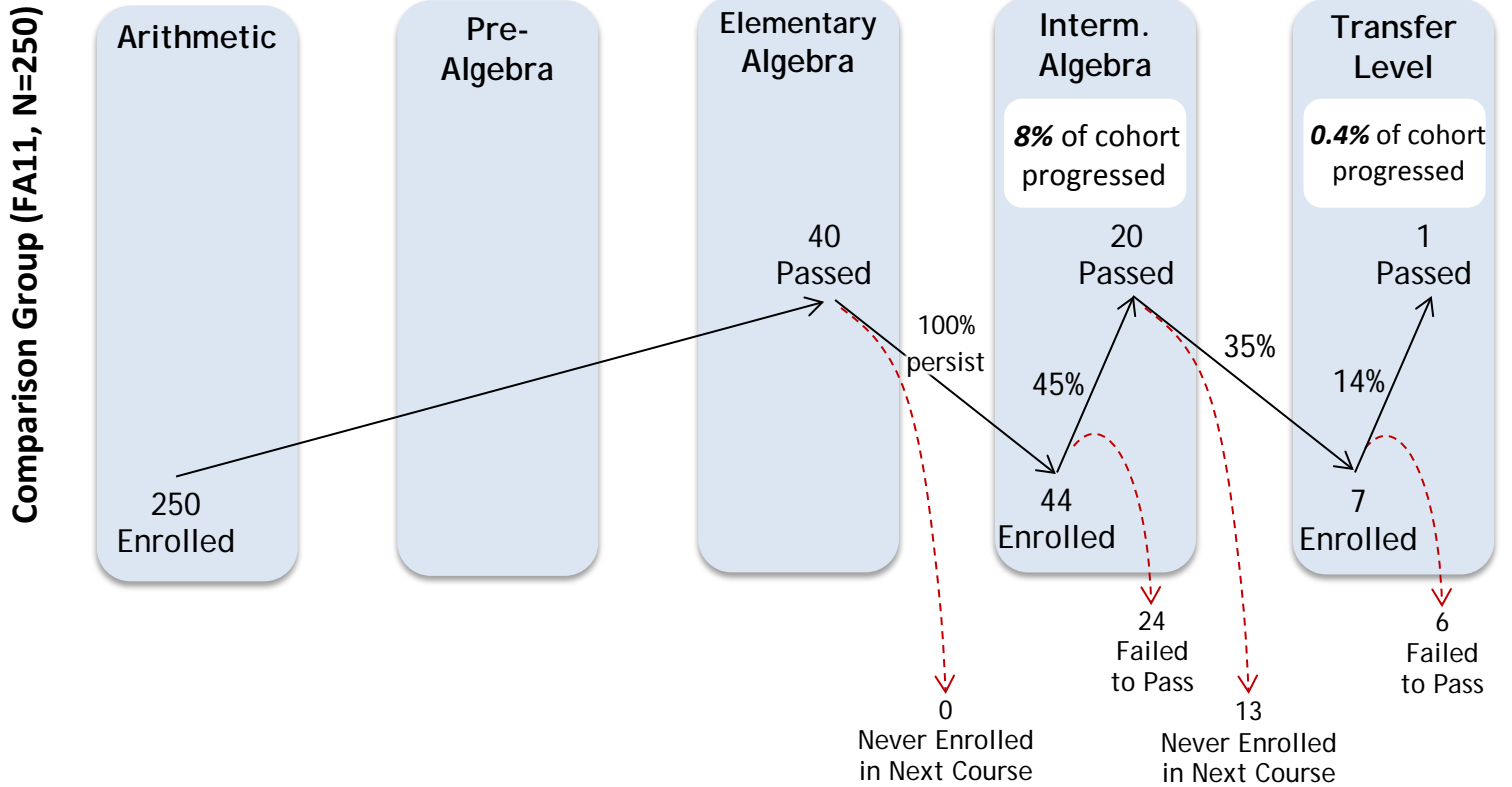 Comparison Group (FA11, N=250)
Arithmetic
Pre-
Algebra
Elementary
Algebra
Interm.
Algebra
Transfer
Level
8% of cohort
progressed
0.4% of cohort
progressed
40
Passed
20
Passed
1
Passed
100%
persist
45%
35%
14%
250
Enrolled
44
Enrolled
7
Enrolled
24
Failed
to Pass
6
Failed
to Pass
0
Never Enrolled
in Next Course
13
Never Enrolled
in Next Course